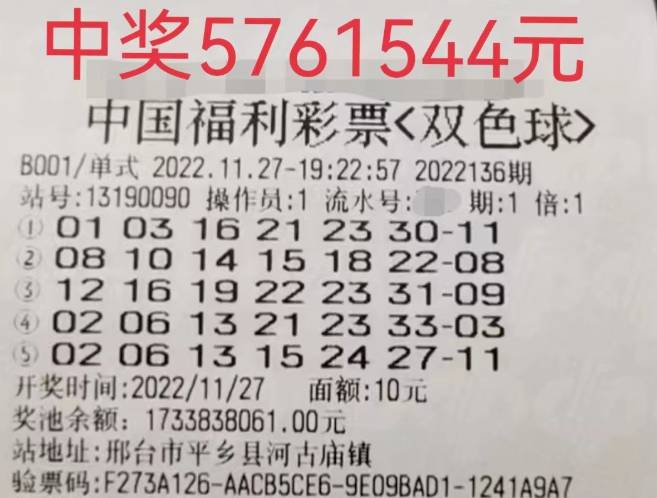 中奖5761544元
中国福利彩票<双色球>
B001/单式 2022.11.27-19:22:57 2022136期
站号:13190090 操作员:1 流水号: 期:1 倍:1
① 01 03 16 21 23 30-11
② 08 10 14 15 18 22-08
③ 12 16 19 22 23 31-09
④ 02 06 13 21 23 33-03
⑤ 02 06 13 15 24 27-11
开奖时间:2022/11/27 面额:10元
奖池余额: 1733838061.00元
站地址:邢台市平乡县河古庙镇
验票码:F273A126-AACB5CE6-9E09BAD1-1241A9A7